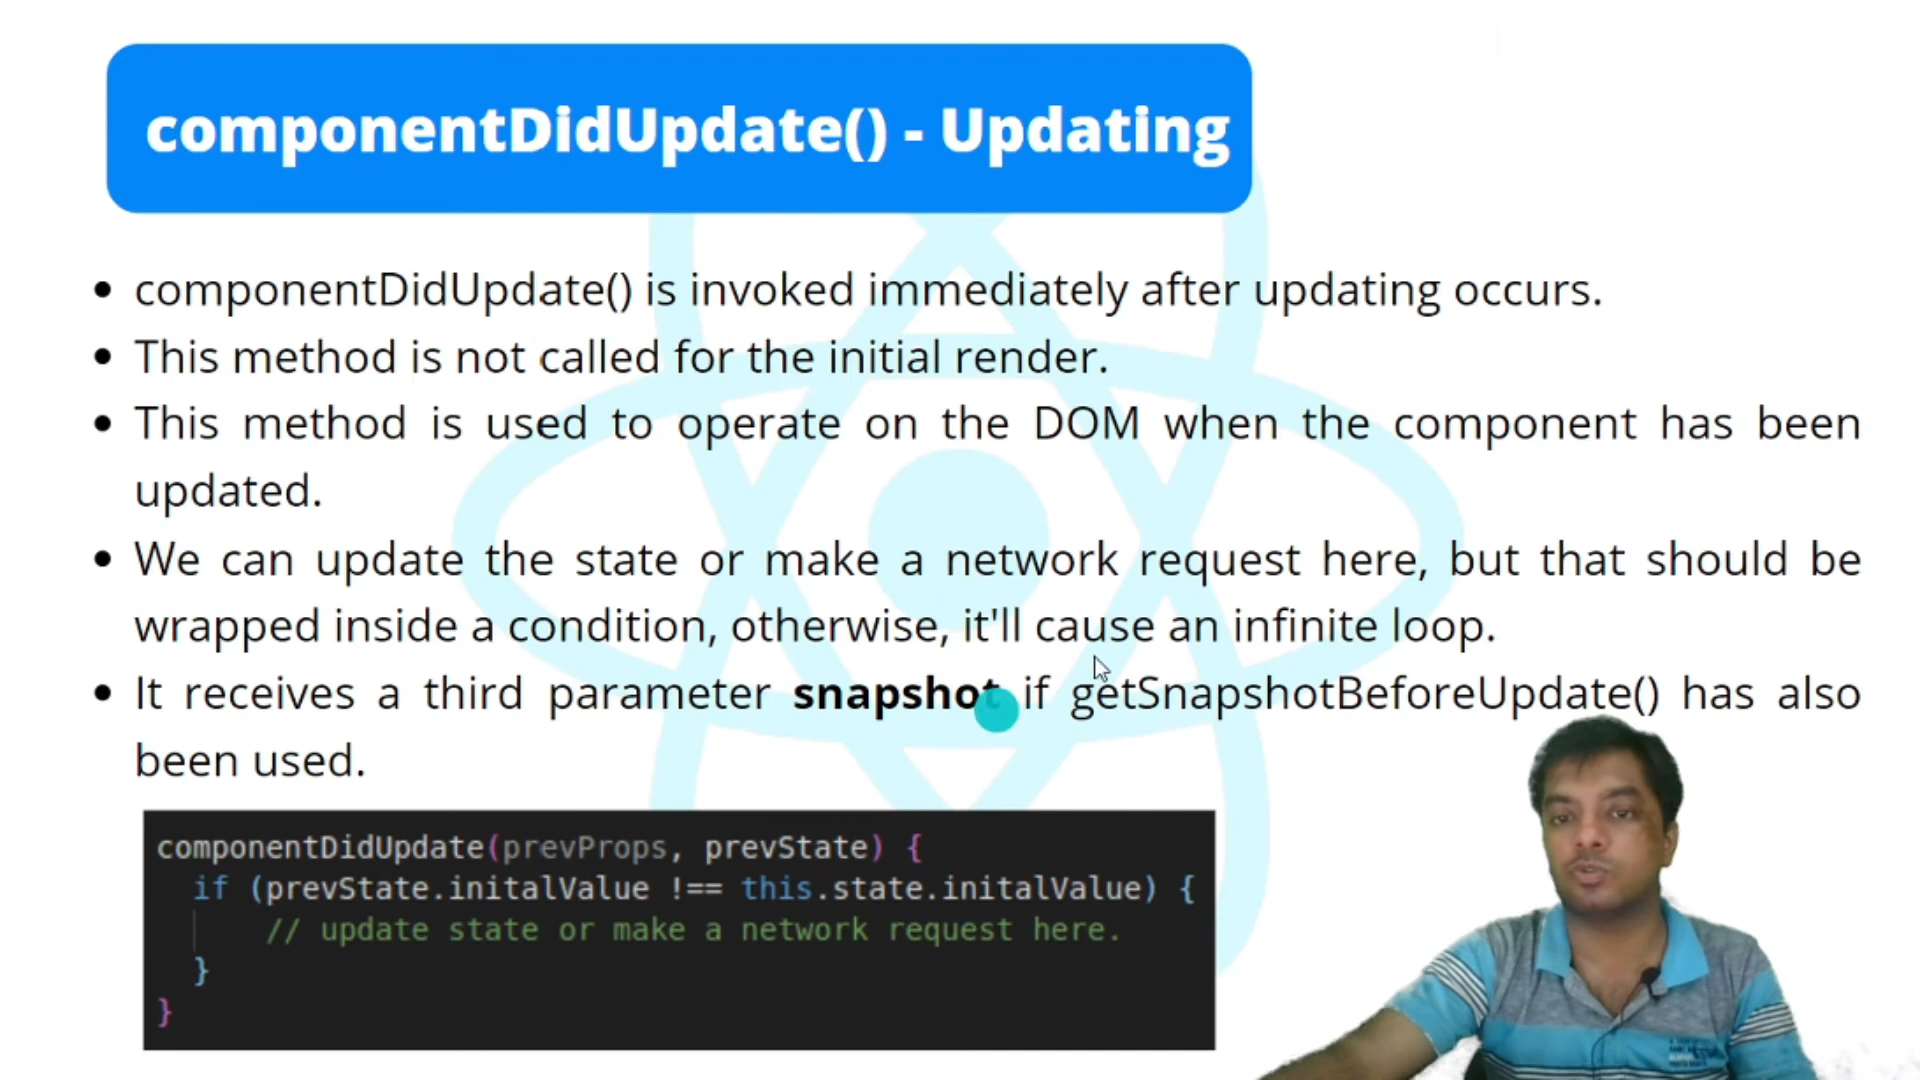 componentDidUpdate() - Updating
• componentDidUpdate() is invoked immediately after updating occurs.
• This method is not called for the initial render.
• This method is used to operate on the DOM when the component has been
updated.
• We can update the state or make a network request here, but that should be
wrapped inside a condition, otherwise, it'll cause an infinite loop.
• It receives a third parameter snapshot if getSnapshotBeforeUpdate() has also
been used.
componentDidUpdate(prevProps, prevState) {
if (prevState.initalValue !== this.state.initalValue) {
// update state or make a network request here.
}
}